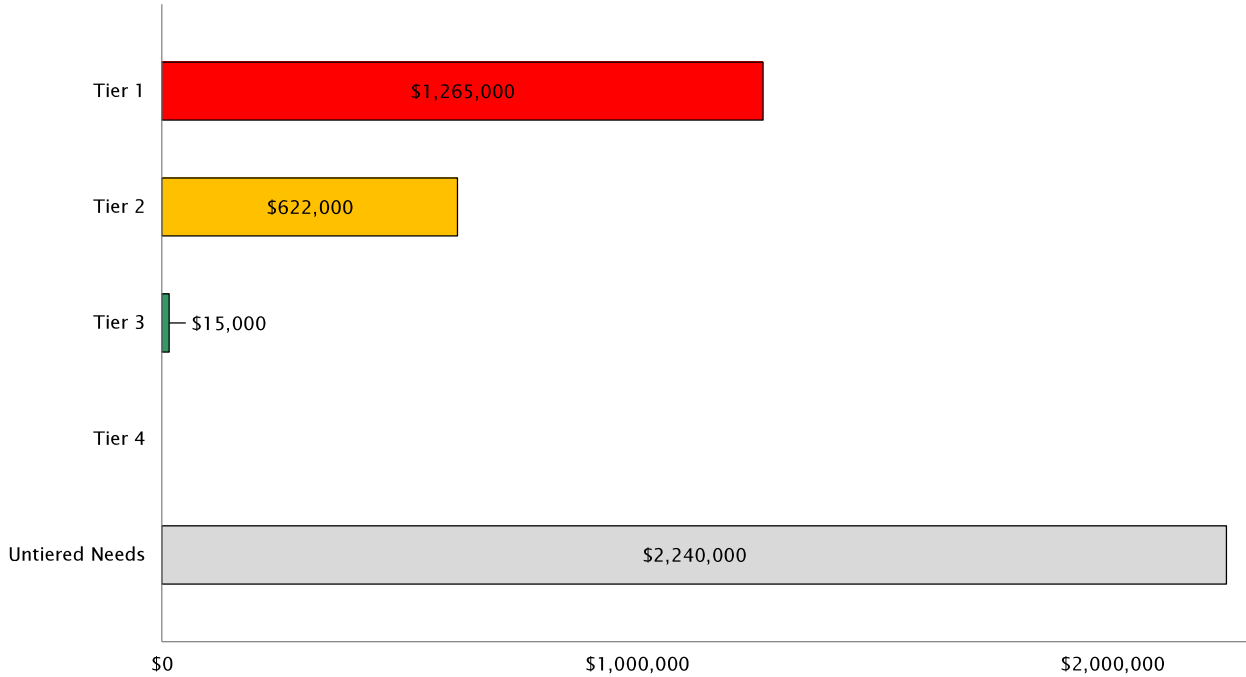 Tier 1
$1,265,000
Tier 2
$622,000
Tier 3
$15,000
Tier 4
Untiered Needs
$2,240,000
$0
$1,000,000
$2,000,000